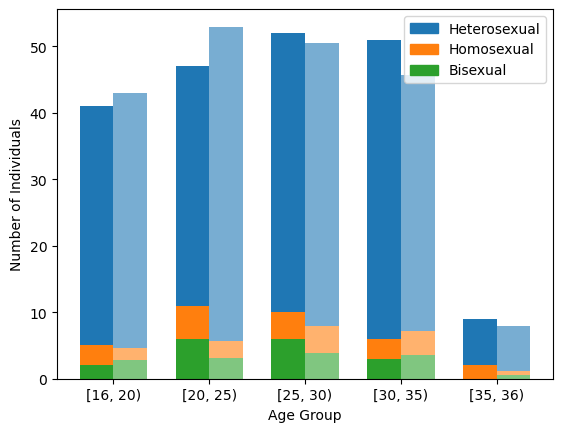 Heterosexual
Homosexual
Bisexual
50
40
30
20
10
0
Number of Individuals
[16, 20)
[20, 25)
[25, 30)
[30, 35)
[35, 36)
Age Group